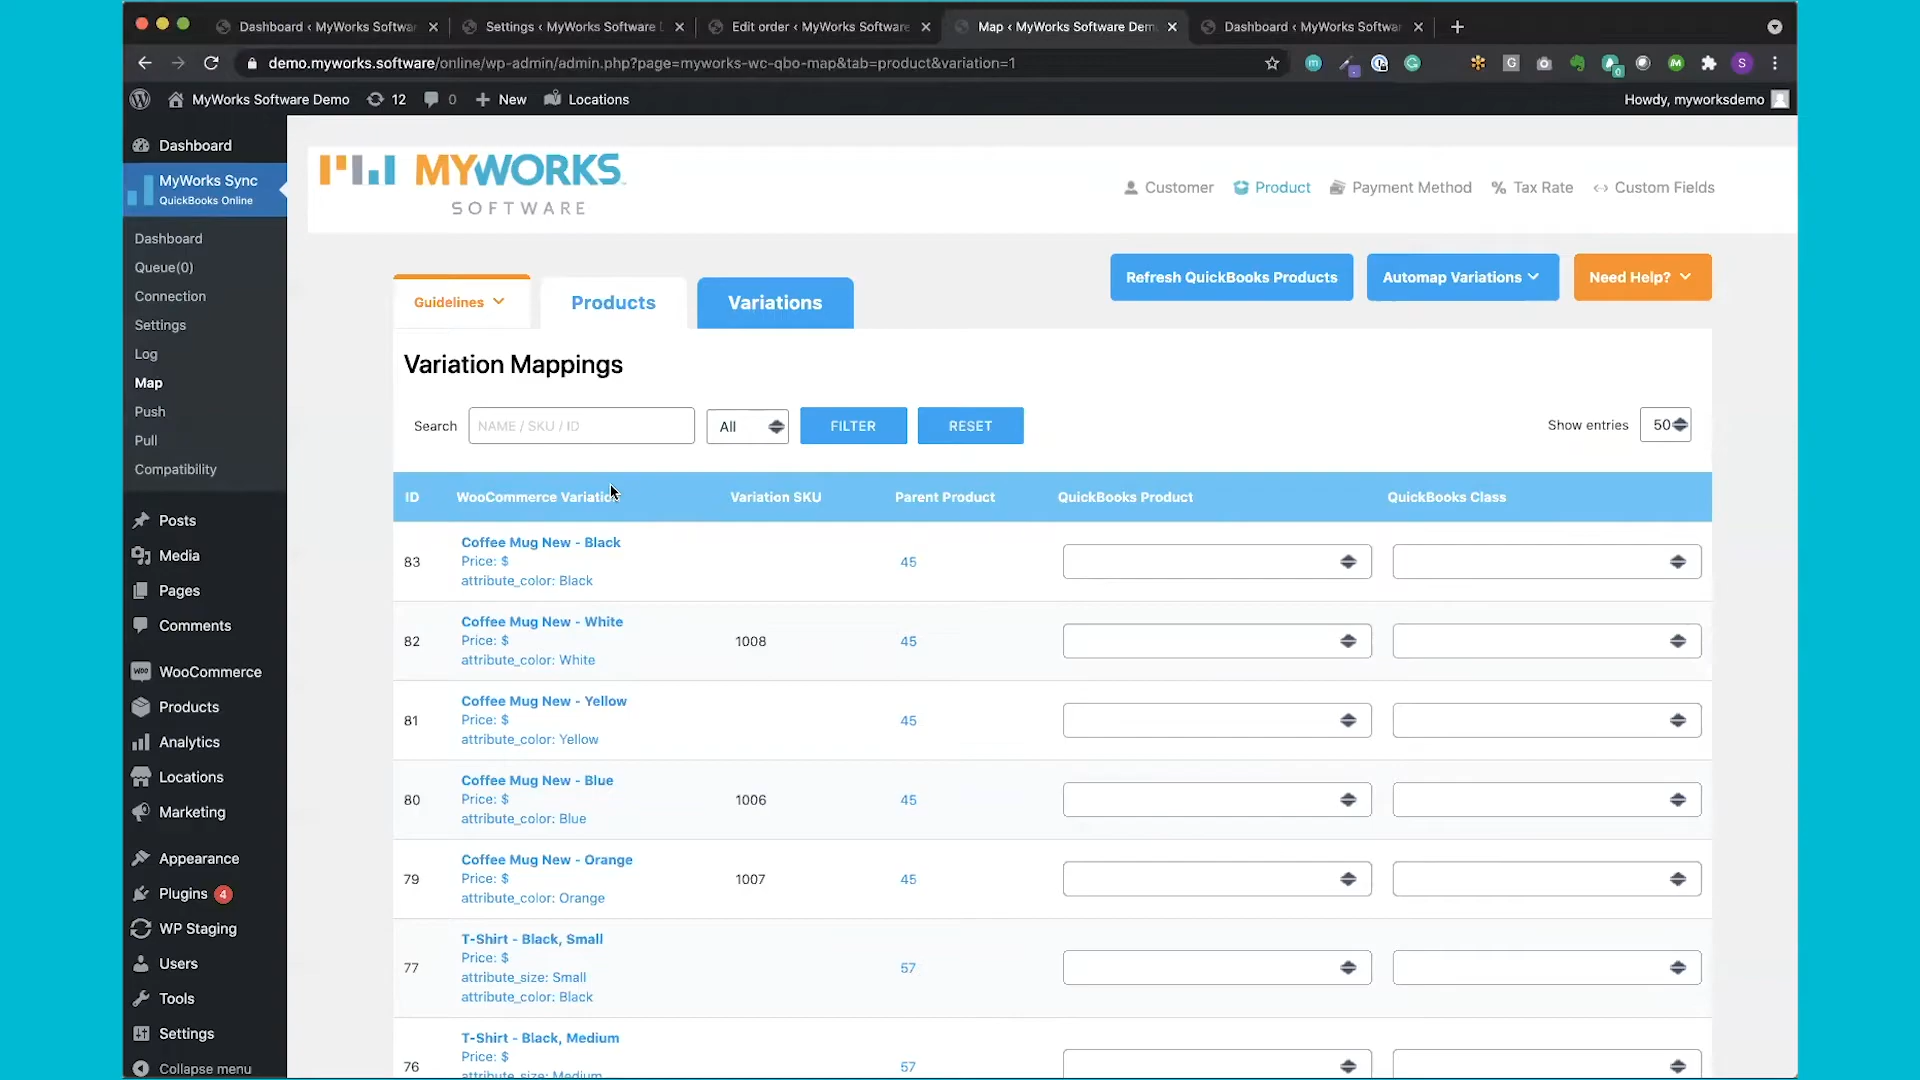 Dashboard ‹ MyWorks Softwar
Settings ‹ MyWorks Software
Edit order ‹ MyWorks Software
Map ‹ MyWorks Software Dem
Dashboard ‹ MyWorks Softwar
demo.myworks.software/online/wp-admin/admin.php?page=myworks-wc-qbo-map&tab=product&variation=1
MyWorks Software Demo 12 0 New Locations
Howdy, myworksdemo
Dashboard
MyWorks Sync
QuickBooks Online
Dashboard
Queue(0)
Connection
Settings
Log
Map
Push
Pull
Compatibility
Posts
Media
Pages
Comments
WooCommerce
Products
Analytics
Locations
Marketing
Appearance
Plugins 4
WP Staging
Users
Tools
Settings
Collapse menu
MYWORKS
SOFTWARE
Customer Product Payment Method Tax Rate Custom Fields
Guidelines Products Variations
Refresh QuickBooks Products Automap Variations Need Help?
Variation Mappings
Search NAME / SKU / ID All FILTER RESET Show entries 50
ID WooCommerce Variation Variation SKU Parent Product QuickBooks Product QuickBooks Class
83 Coffee Mug New - Black 45
Price: $
attribute_color: Black
82 Coffee Mug New - White 1008 45
Price: $
attribute_color: White
81 Coffee Mug New - Yellow 45
Price: $
attribute_color: Yellow
80 Coffee Mug New - Blue 1006 45
Price: $
attribute_color: Blue
79 Coffee Mug New - Orange 1007 45
Price: $
attribute_color: Orange
77 T-Shirt - Black, Small 57
Price: $
attribute_size: Small
attribute_color: Black
76 T-Shirt - Black, Medium 57
Price: $
attribute_size: Medium